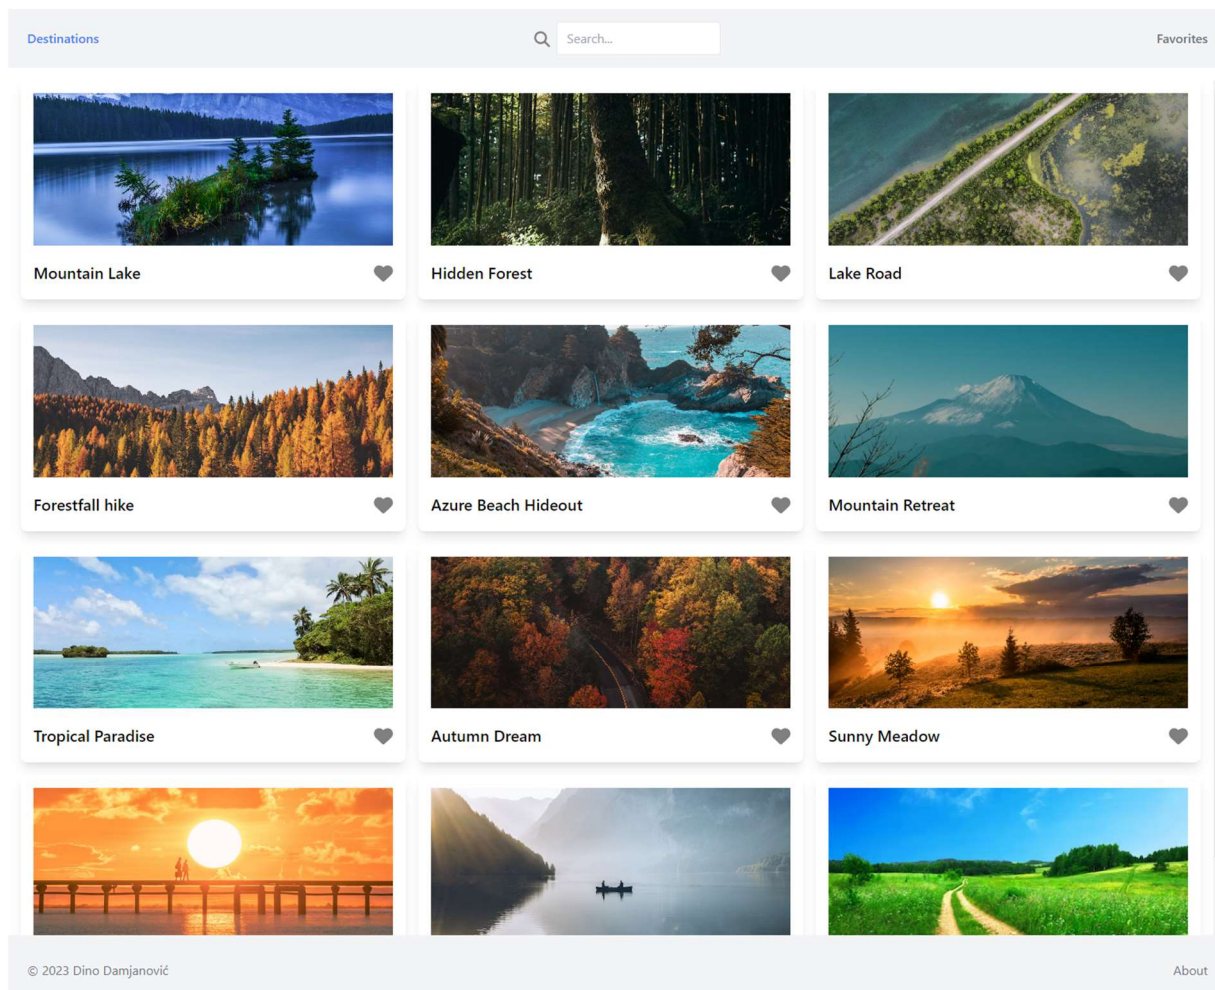 Destinations
Search...
Favorites
Mountain Lake
Hidden Forest
Lake Road
Forestfall hike
Azure Beach Hideout
Mountain Retreat
Tropical Paradise
Autumn Dream
Sunny Meadow
© 2023 Dino Damjanović
About